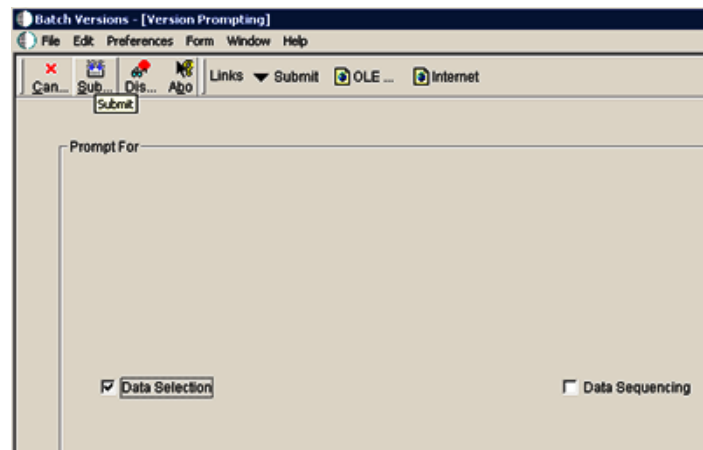 Batch Versions - [Version Prompting]
File Edit Preferences Form Window Help
Can... Sub... Dis... Abo Links Submit OLE ... Internet
Submit
Prompt For
Data Selection Data Sequencing